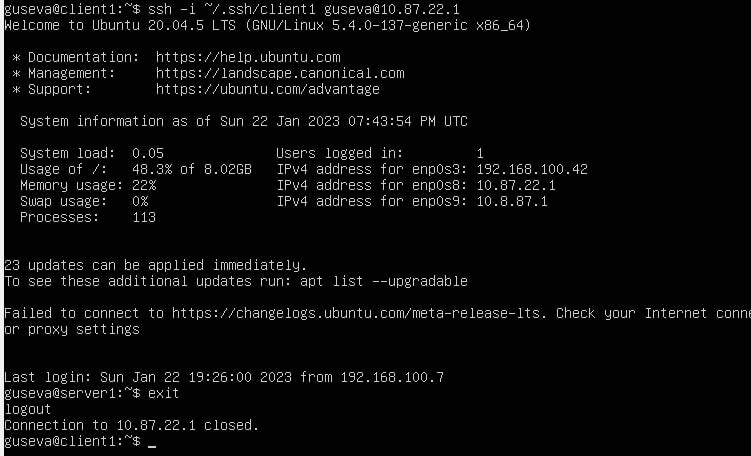 guseva@client1:~$ ssh -i ~/.ssh/client1 guseva@10.87.22.1
Welcome to Ubuntu 20.04.5 LTS (GNU/Linux 5.4.0-137-generic x86_64)
* Documentation:  https://help.ubuntu.com
* Management:     https://landscape.canonical.com
* Support:        https://ubuntu.com/advantage
System information as of Sun 22 Jan 2023 07:43:54 PM UTC
System load:  0.05               Users logged in:         1
Usage of /:   48.3% of 8.02GB   IPv4 address for enp0s3: 192.168.100.42
Memory usage: 22%                IPv4 address for enp0s8: 10.87.22.1
Swap usage:   0%                 IPv4 address for enp0s9: 10.8.87.1
Processes:    113
23 updates can be applied immediately.
To see these additional updates run: apt list --upgradable
Failed to connect to https://changelogs.ubuntu.com/meta-release-lts. Check your Internet conne
or proxy settings
Last login: Sun Jan 22 19:26:00 2023 from 192.168.100.7
guseva@server1:~$ exit
logout
Connection to 10.87.22.1 closed.
guseva@client1:~$ _